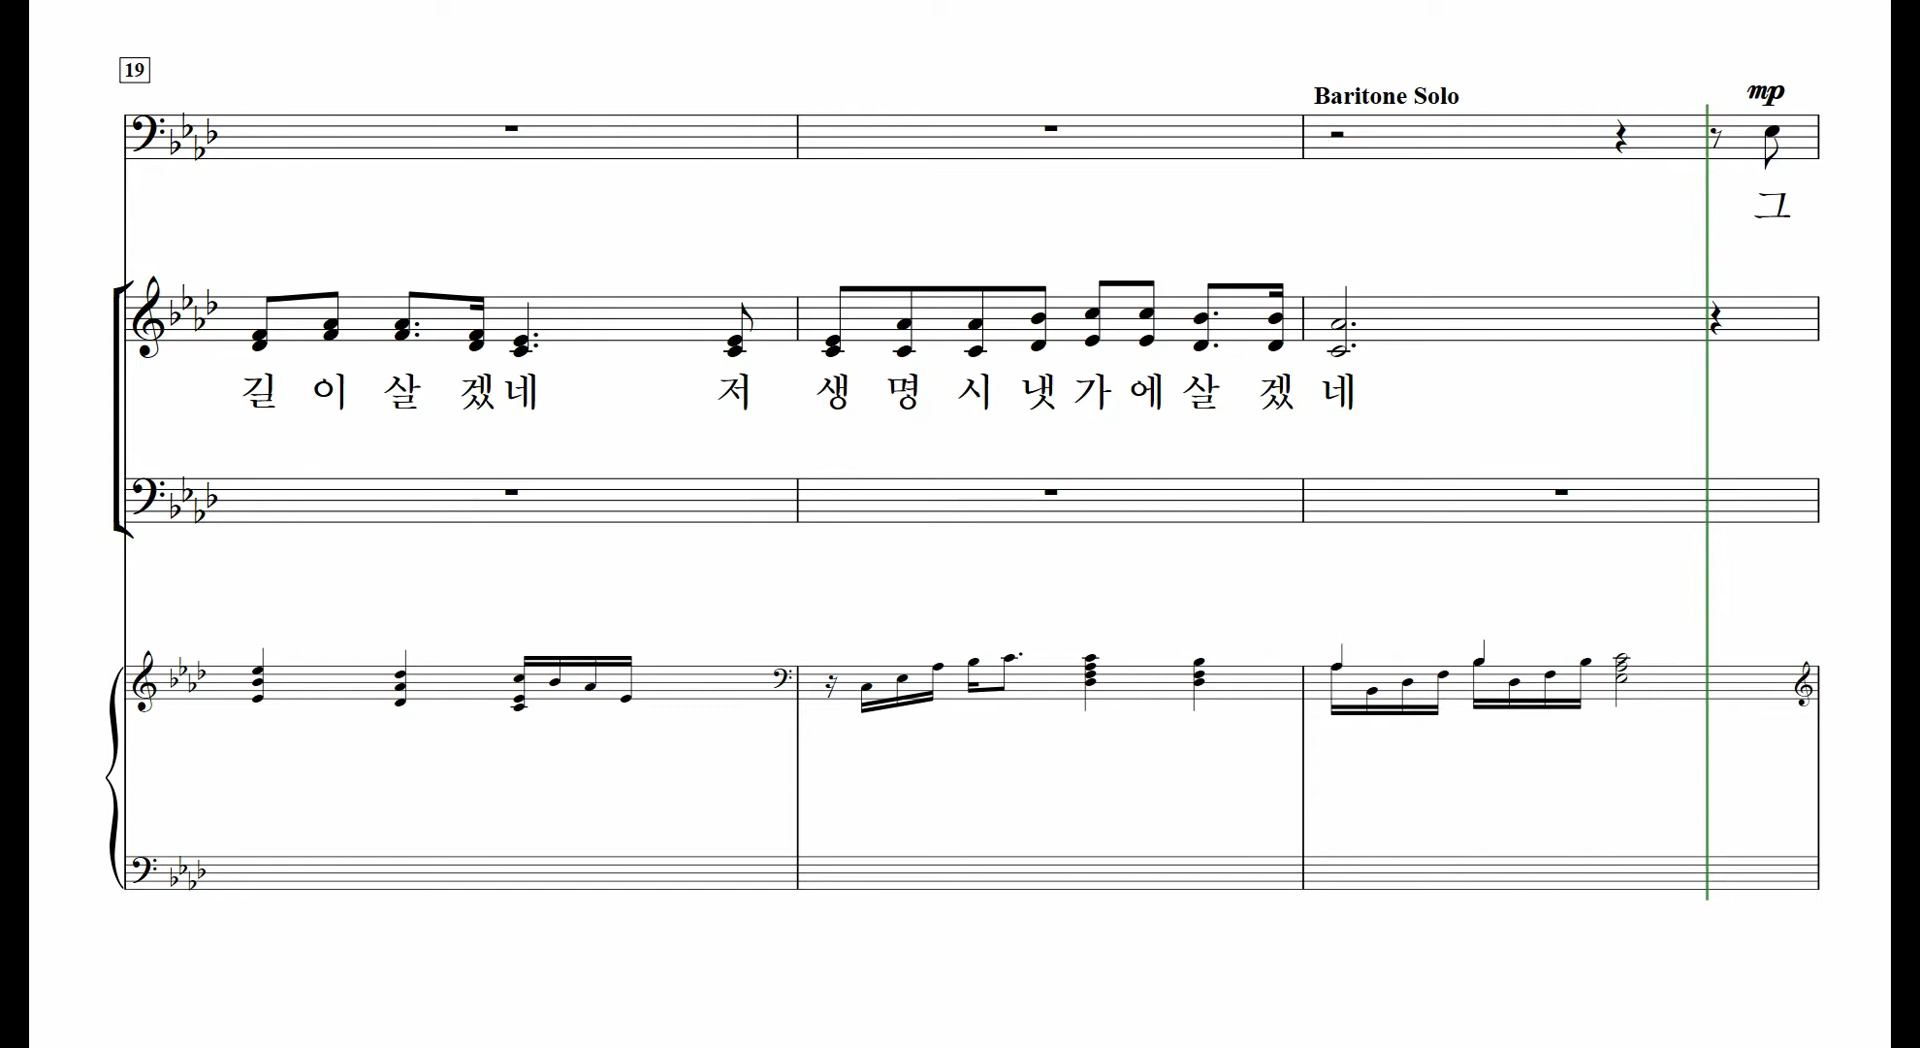 19
Baritone Solo
mp
그
길 이 살 겠 네 저 생 명 시 냇 가 에 살 겠 네